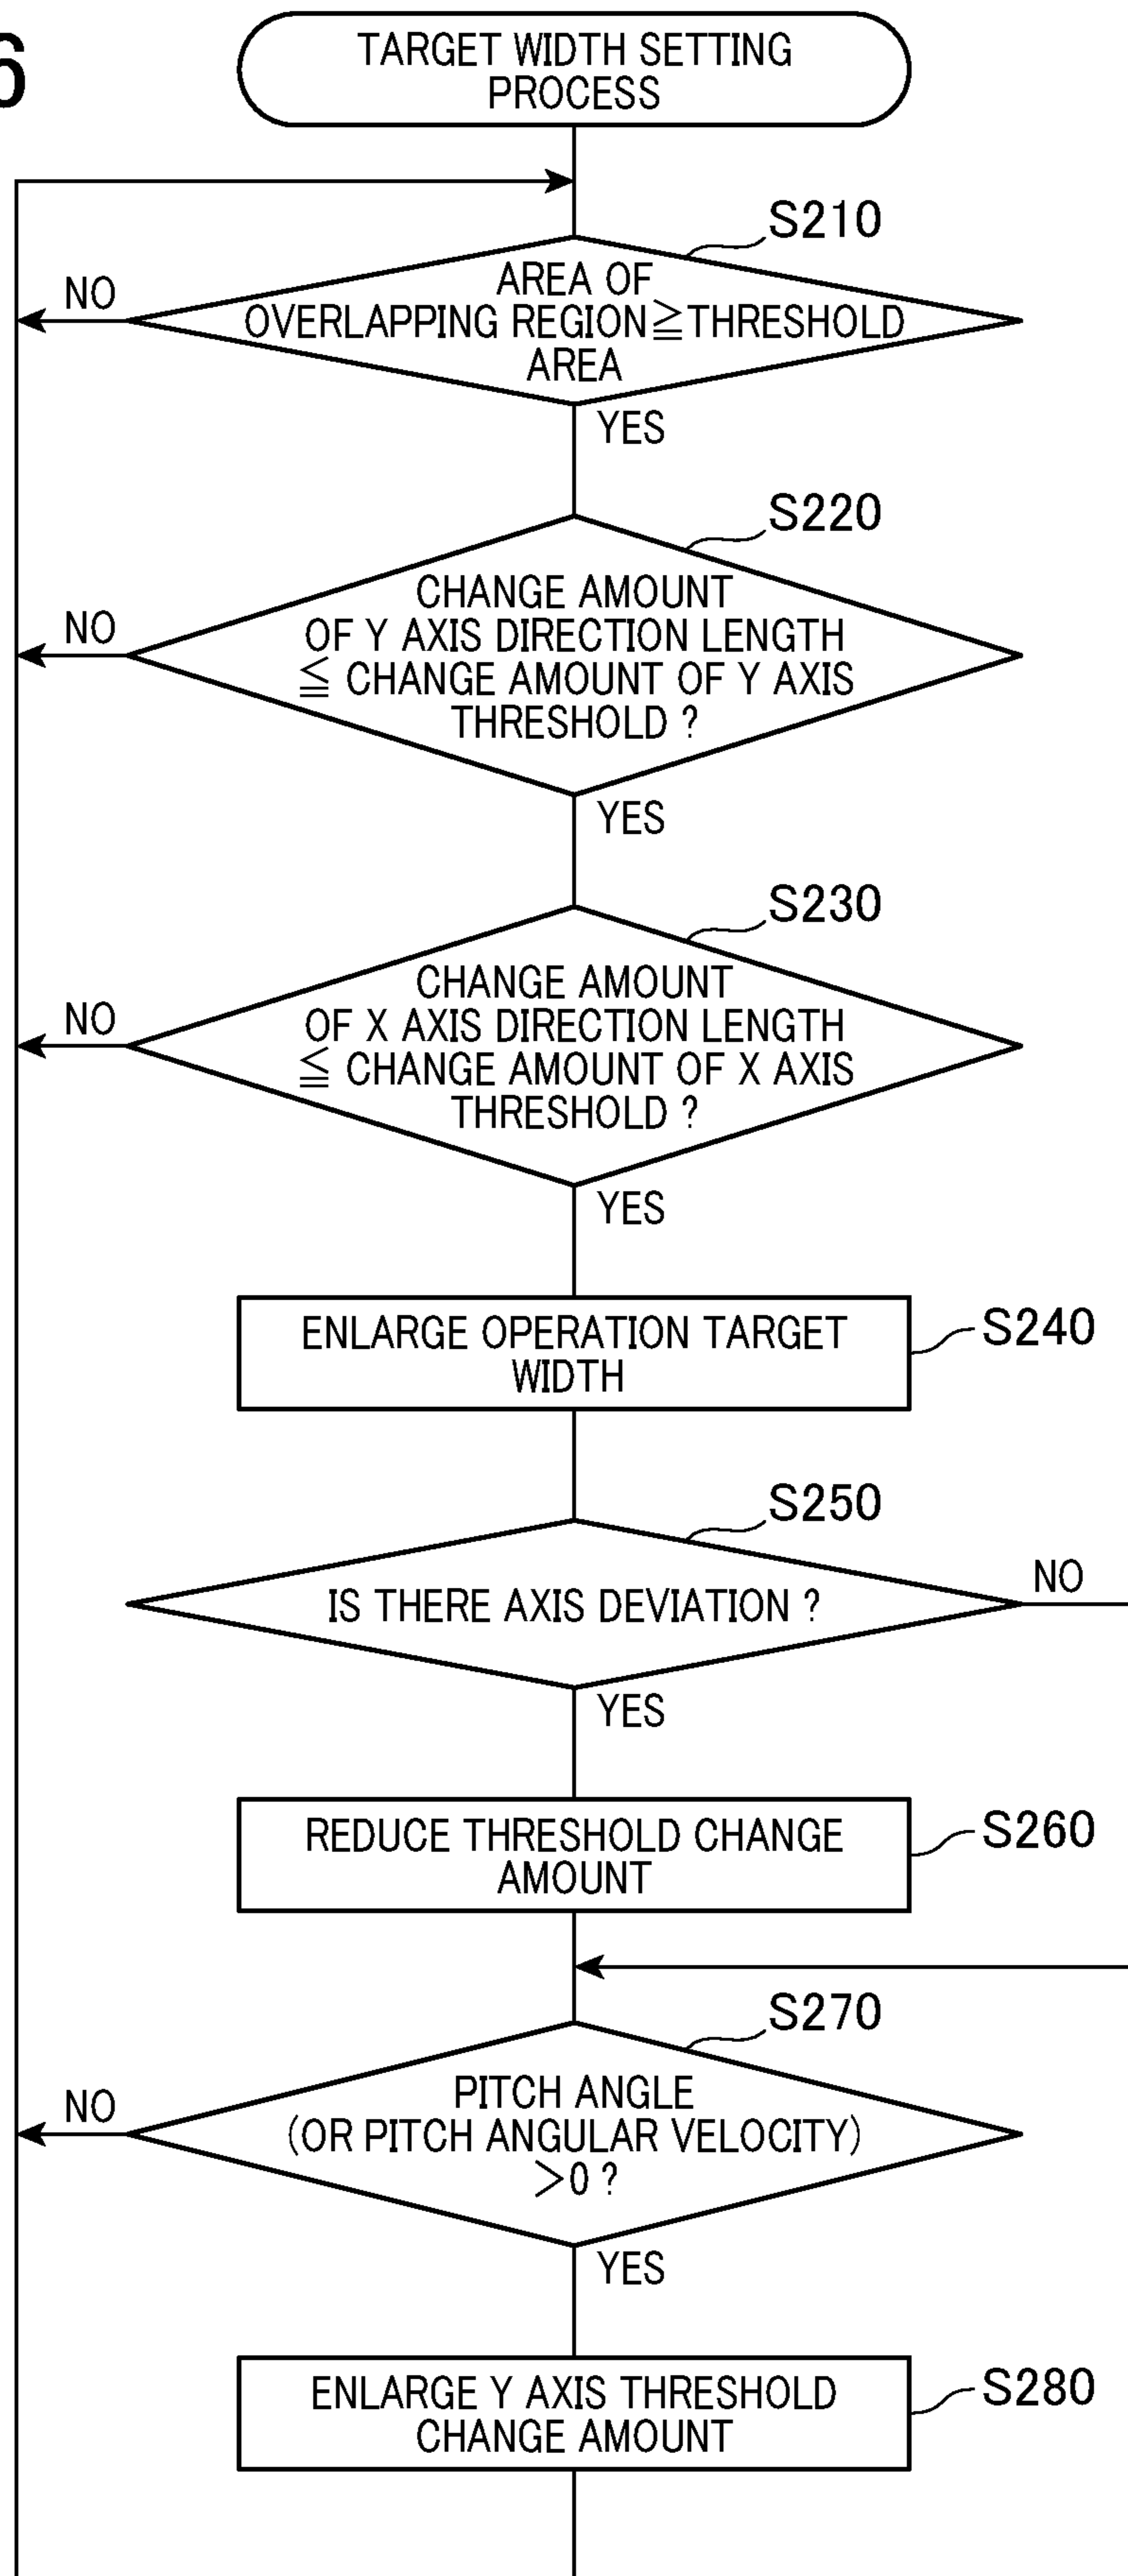 6
TARGET WIDTH SETTING
PROCESS
S210
NO
AREA OF
OVERLAPPING REGION≧THRESHOLD
AREA
YES
S220
NO
CHANGE AMOUNT
OF Y AXIS DIRECTION LENGTH
≦ CHANGE AMOUNT OF Y AXIS
THRESHOLD ?
YES
S230
NO
CHANGE AMOUNT
OF X AXIS DIRECTION LENGTH
≦ CHANGE AMOUNT OF X AXIS
THRESHOLD ?
YES
ENLARGE OPERATION TARGET
WIDTH
S240
S250
IS THERE AXIS DEVIATION ?
NO
YES
REDUCE THRESHOLD CHANGE
AMOUNT
S260
S270
NO
PITCH ANGLE
(OR PITCH ANGULAR VELOCITY)
>0 ?
YES
ENLARGE Y AXIS THRESHOLD
CHANGE AMOUNT
S280